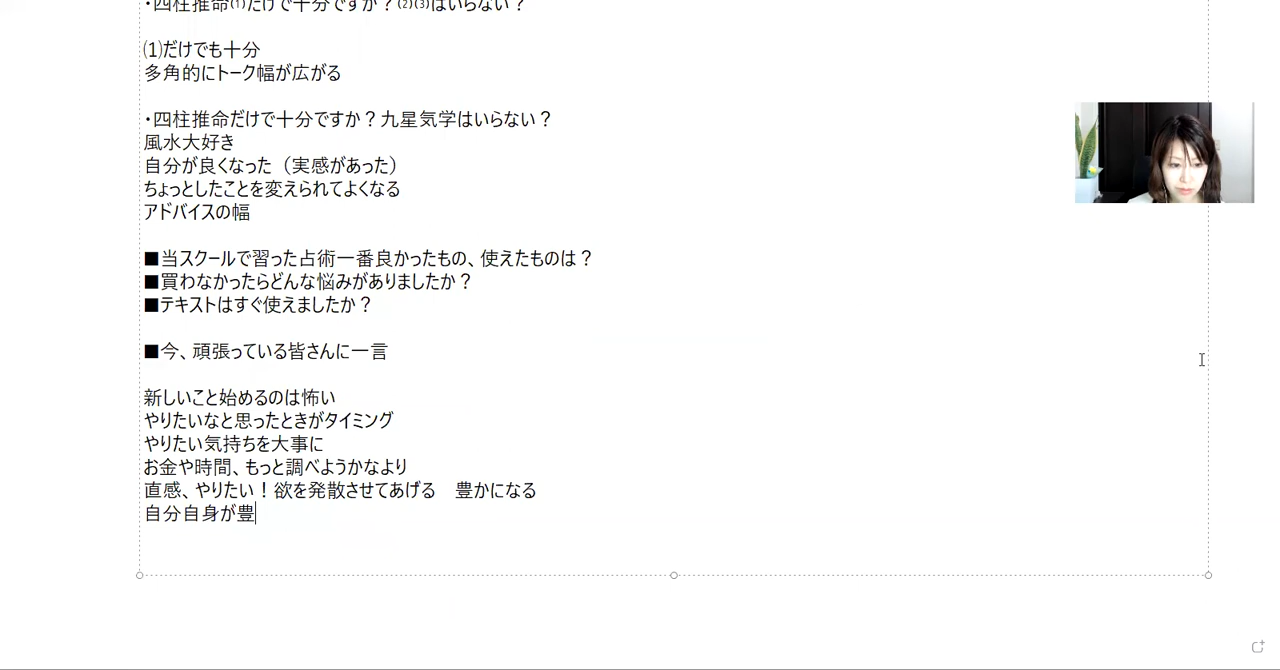 ・四柱推命⑴だけで十分ですか？⑵⑶はいらない？
⑴だけでも十分
多角的にトーク幅が広がる
・四柱推命だけで十分ですか？九星気学はいらない？
風水大好き
自分が良くなった（実感があった）
ちょっとしたことを変えられてよくなる
アドバイスの幅
■当スクールで習った占術一番良かったもの、使えたものは？
■買わなかったらどんな悩みがありましたか？
■テキストはすぐ使えましたか？
■今、頑張っている皆さんに一言
新しいこと始めるのは怖い
やりたいなと思ったときがタイミング
やりたい気持ちを大事に
お金や時間、もっと調べようかなより
直感、やりたい！欲を発散させてあげる　豊かになる
自分自身が豊